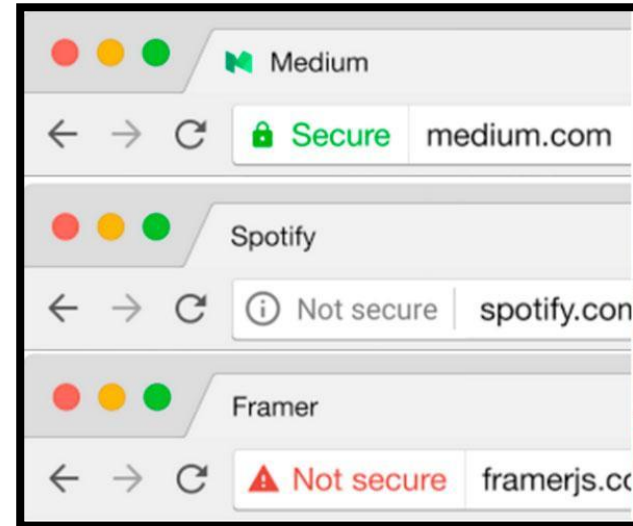 Medium
Secure medium.com
Spotify
Not secure spotify.con
Framer
Not secure framerjs.co